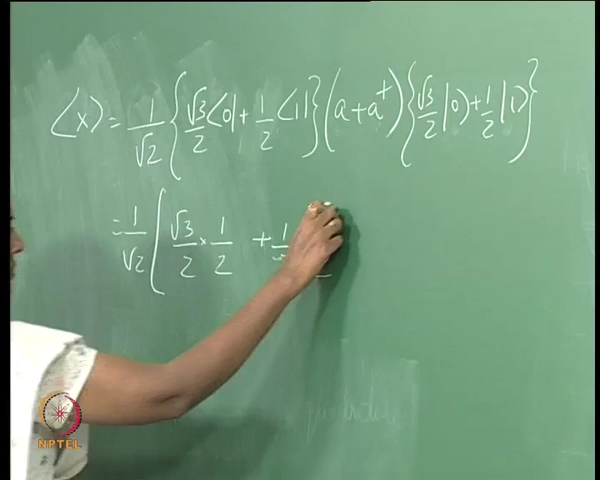 ⟨x⟩ = 1/√2 { √3/2 ⟨0| + 1/2 ⟨1| } (a + a†) { √3/2 |0⟩ + 1/2 |1⟩ }
= 1/√2 ( √3/2 × 1/2 + 1/
quadrature
NPTEL